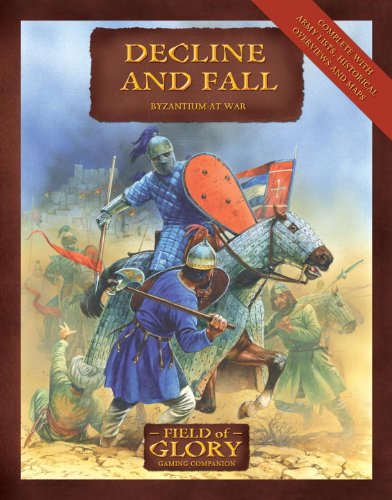 DECLINE
AND FALL
BYZANTIUM AT WAR
COMPLETE WITH
ARMY LISTS, HISTORICAL
OVERVIEWS AND MAPS
FIELD of
GLORY
GAMING COMPANION